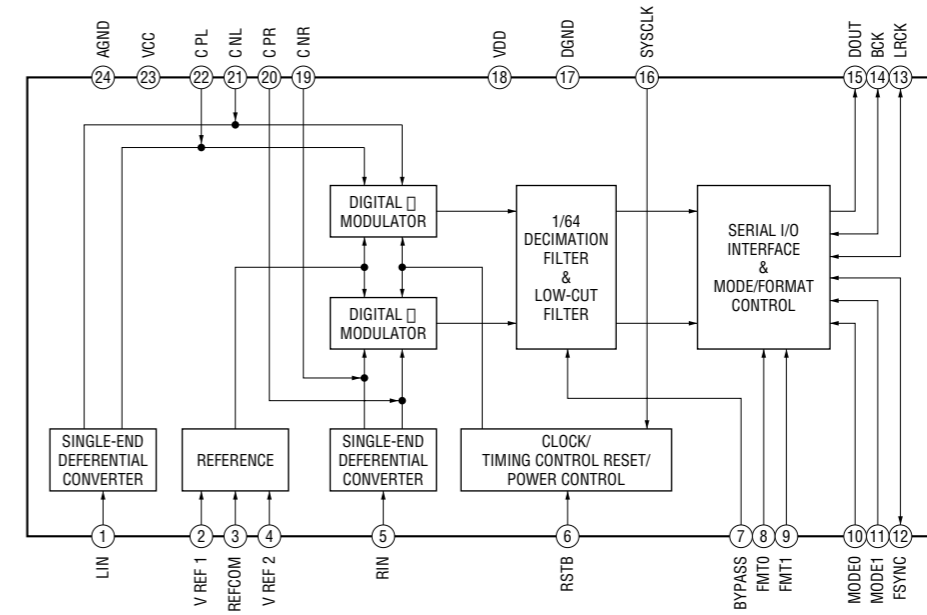 AGND
VCC
C PL
C NL
C PR
C NR
VDD
DGND
SYSCLK
DOUT
BCK
LRCK
24
23
22
21
20
19
18
17
16
15
14
13
DIGITAL □
MODULATOR
1/64
DECIMATION
FILTER
&
LOW-CUT
FILTER
SERIAL I/O
INTERFACE
&
MODE/FORMAT
CONTROL
DIGITAL □
MODULATOR
SINGLE-END
DEFERENTIAL
CONVERTER
REFERENCE
SINGLE-END
DEFERENTIAL
CONVERTER
CLOCK/
TIMING CONTROL RESET/
POWER CONTROL
1
2
3
4
5
6
7
8
9
10
11
12
LIN
V REF 1
REFCOM
V REF 2
RIN
RSTB
BYPASS
FMT0
FMT1
MODE0
MODE1
FSYNC